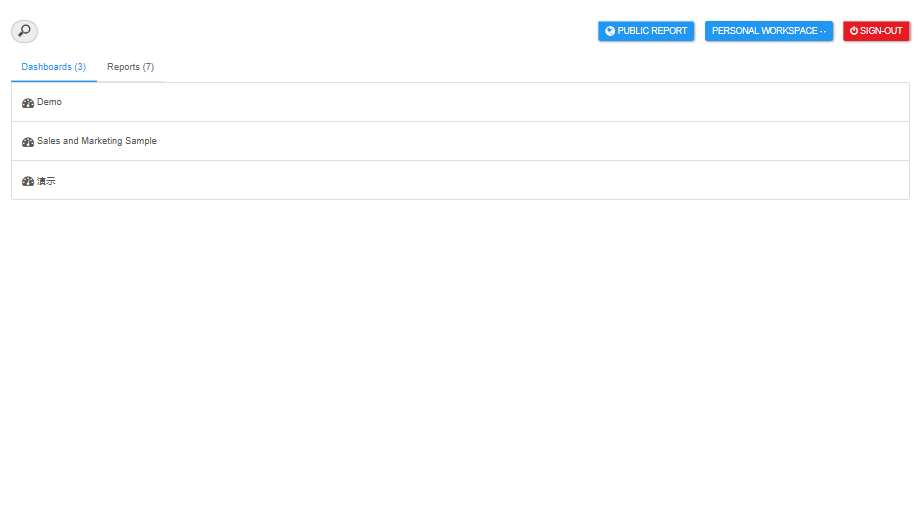 PUBLIC REPORT PERSONAL WORKSPACE SIGN-OUT
Dashboards (3) Reports (7)
Demo
Sales and Marketing Sample
演示